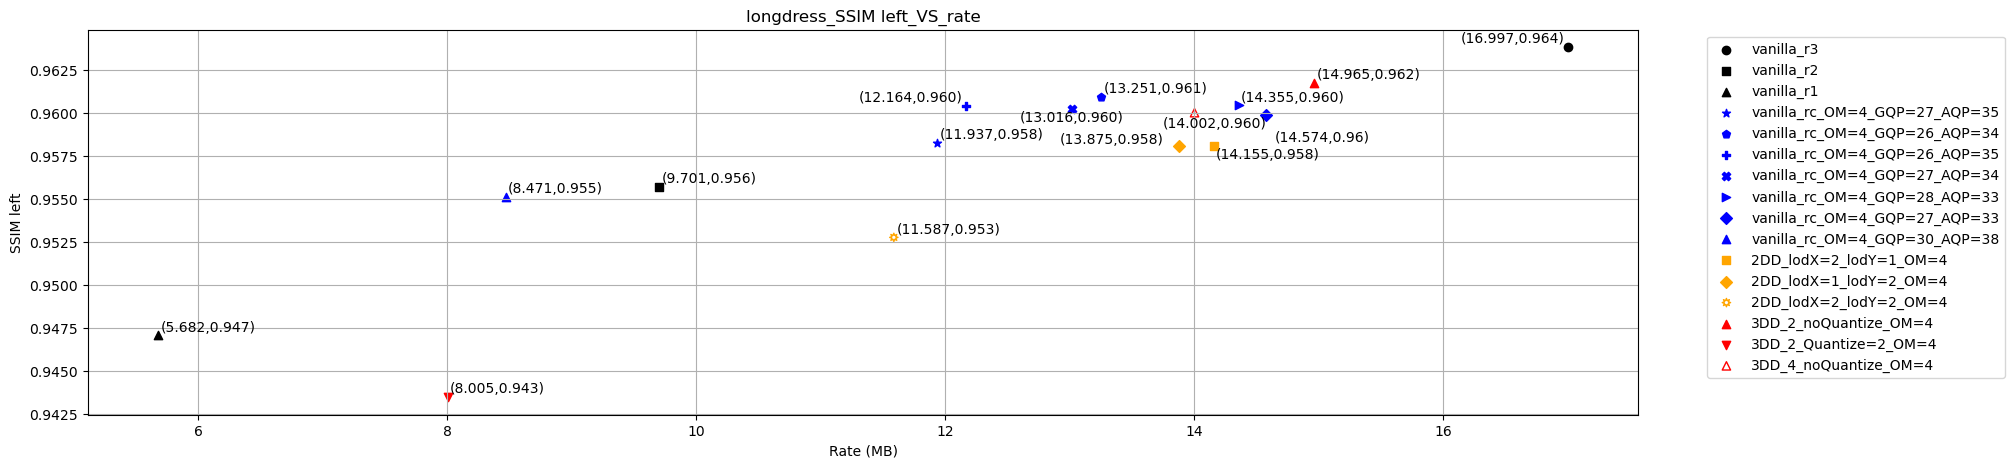 longdress_SSIM left_VS_rate
(16.997,0.964)
(14.965,0.962)
(13.251,0.961)
(12.164,0.960)
(14.355,0.960)
(13.016,0.960)
(14.002,0.960)
(11.937,0.958)
(13.875,0.958)
(14.574,0.96)
(14.155,0.958)
(9.701,0.956)
(8.471,0.955)
(11.587,0.953)
(5.682,0.947)
(8.005,0.943)
0.9625
0.9600
0.9575
0.9550
0.9525
0.9500
0.9475
0.9450
0.9425
SSIM left
6 8 10 12 14 16
Rate (MB)
vanilla_r3
vanilla_r2
vanilla_r1
vanilla_rc_OM=4_GQP=27_AQP=35
vanilla_rc_OM=4_GQP=26_AQP=34
vanilla_rc_OM=4_GQP=26_AQP=35
vanilla_rc_OM=4_GQP=27_AQP=34
vanilla_rc_OM=4_GQP=28_AQP=33
vanilla_rc_OM=4_GQP=27_AQP=33
vanilla_rc_OM=4_GQP=30_AQP=38
2DD_lodX=2_lodY=1_OM=4
2DD_lodX=1_lodY=2_OM=4
2DD_lodX=2_lodY=2_OM=4
3DD_2_noQuantize_OM=4
3DD_2_Quantize=2_OM=4
3DD_4_noQuantize_OM=4